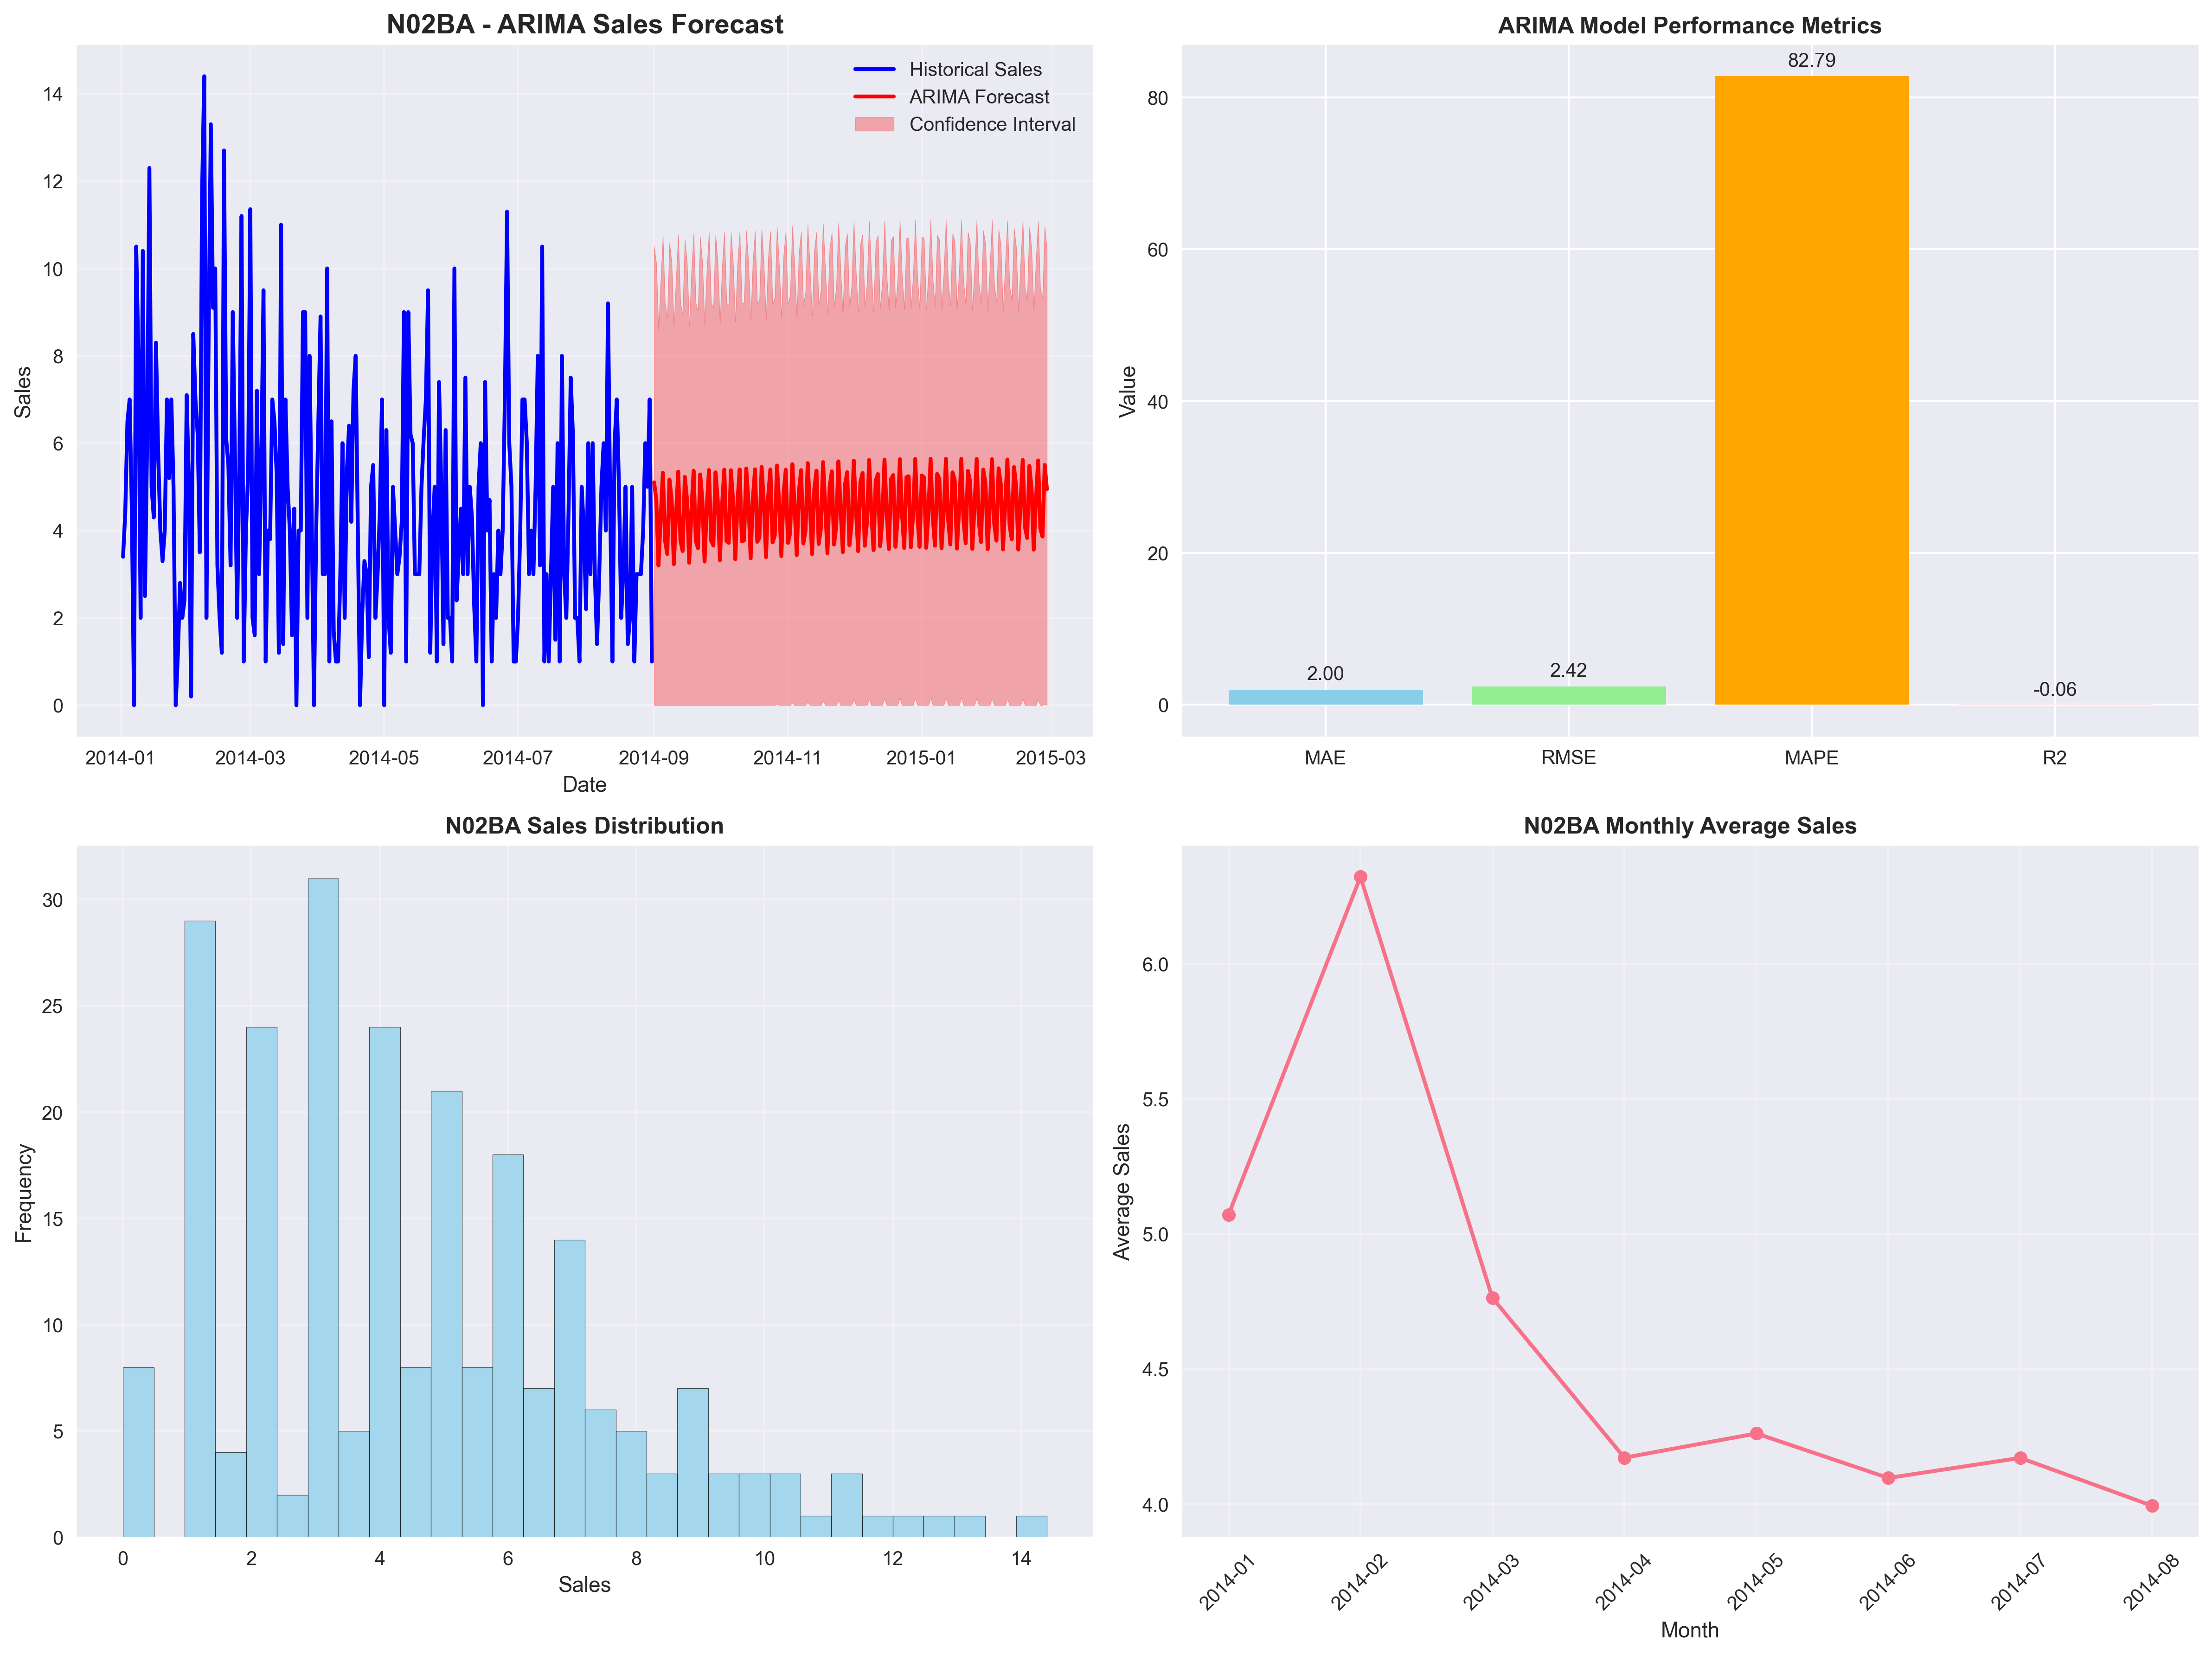 N02BA - ARIMA Sales Forecast
Historical Sales
ARIMA Forecast
Confidence Interval
Sales
14
12
10
8
6
4
2
0
2014-01 2014-03 2014-05 2014-07 2014-09 2014-11 2015-01 2015-03
Date
ARIMA Model Performance Metrics
Value
80
60
40
20
0
82.79
2.00
2.42
-0.06
MAE RMSE MAPE R2
N02BA Sales Distribution
Frequency
30
25
20
15
10
5
0
0 2 4 6 8 10 12 14
Sales
N02BA Monthly Average Sales
Average Sales
6.0
5.5
5.0
4.5
4.0
2014-01 2014-02 2014-03 2014-04 2014-05 2014-06 2014-07 2014-08
Month